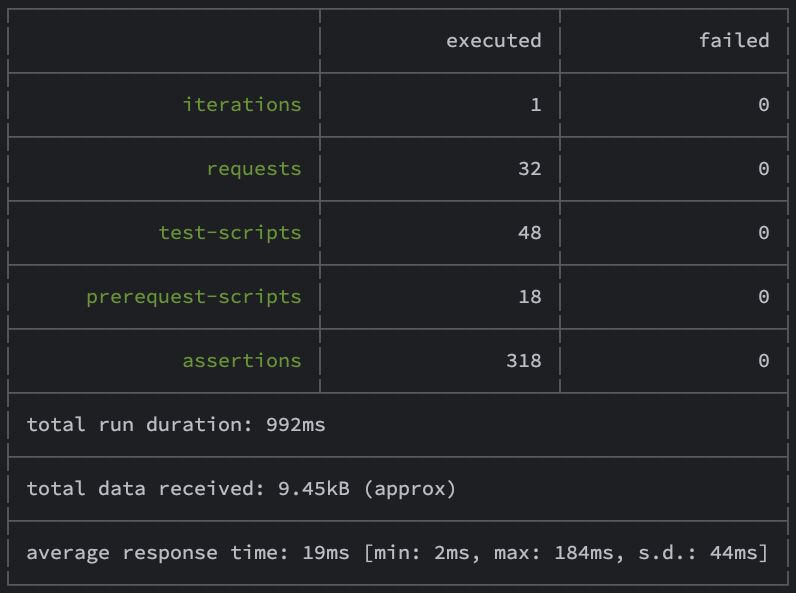 executed failed
iterations 1 0
requests 32 0
test-scripts 48 0
prerequest-scripts 18 0
assertions 318 0
total run duration: 992ms
total data received: 9.45kB (approx)
average response time: 19ms [min: 2ms, max: 184ms, s.d.: 44ms]